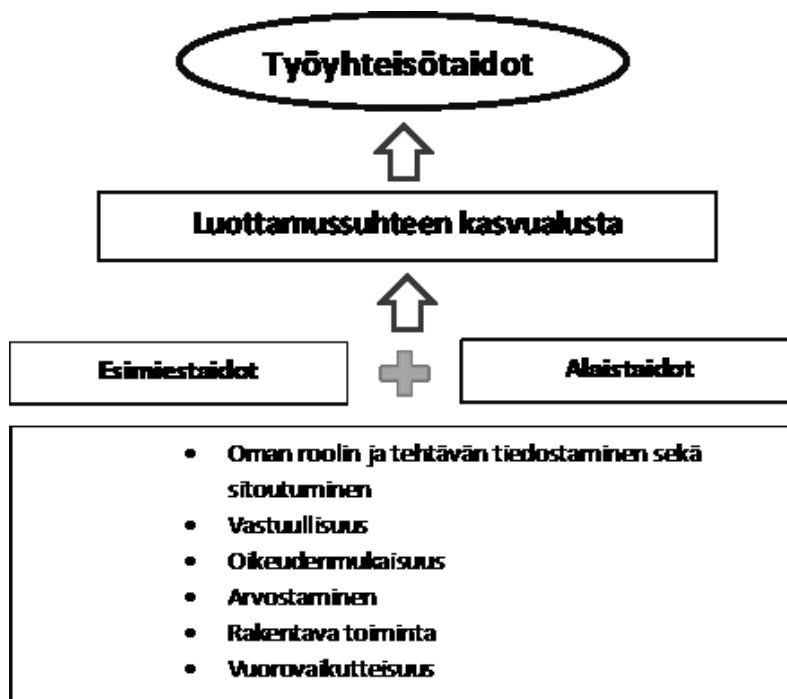 Työyhteisötaidot
Luottamussuhteen kasvualusta
Esimiestaidot
Alaistaidot
• Oman roolin ja tehtävän tiedostaminen sekä
sitoutuminen
• Vastuullisuus
• Oikeudenmukaisuus
• Arvostaminen
• Rakentava toiminta
• Vuorovaikutteisuus